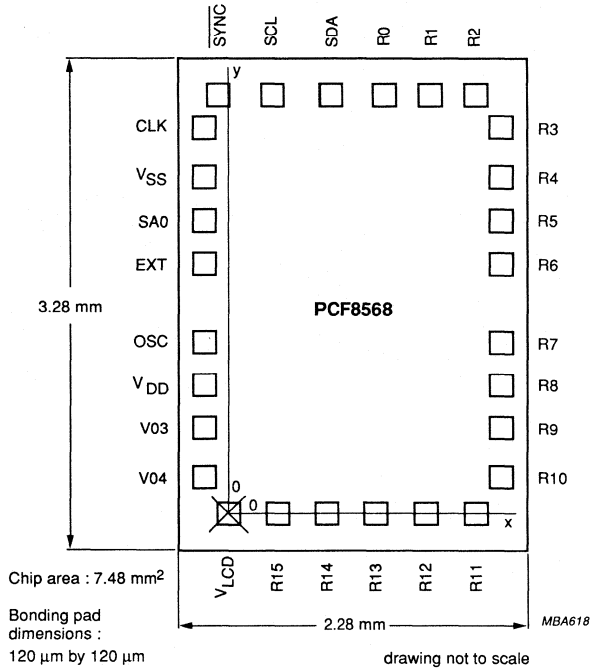 SYNC SCL SDA R0 R1 R2
y
CLK R3
VSS R4
SA0 R5
EXT R6
3.28 mm PCF8568
OSC R7
VDD R8
V03 R9
V04 R10
0
0
x
VLCD R15 R14 R13 R12 R11
Chip area : 7.48 mm²
Bonding pad
dimensions :
120 µm by 120 µm
2.28 mm
MBA618
drawing not to scale